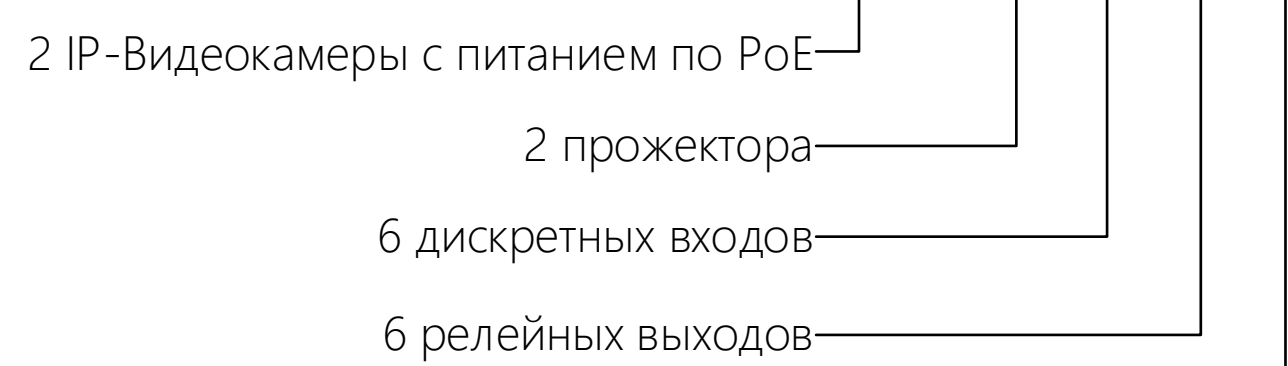 2 IP-Видеокамеры с питанием по PoE
2 прожектора
6 дискретных входов
6 релейных выходов